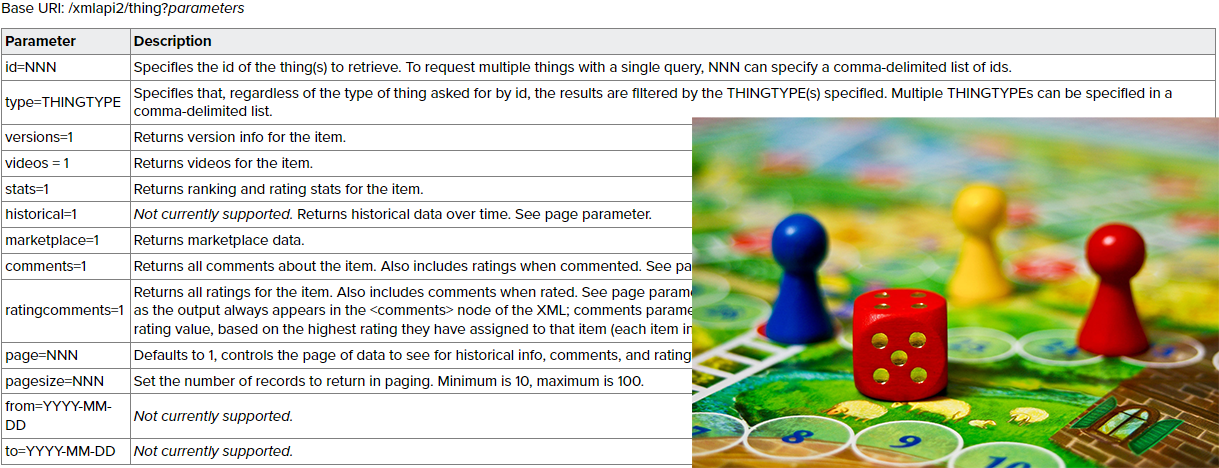 Base URI: /xmlapi2/thing?parameters
Parameter Description
id=NNN Specifies the id of the thing(s) to retrieve. To request multiple things with a single query, NNN can specify a comma-delimited list of ids.
type=THINGTYPE Specifies that, regardless of the type of thing asked for by id, the results are filtered by the THINGTYPE(s) specified. Multiple THINGTYPEs can be specified in a
comma-delimited list.
versions=1 Returns version info for the item.
videos = 1 Returns videos for the item.
stats=1 Returns ranking and rating stats for the item.
historical=1 Not currently supported. Returns historical data over time. See page parameter.
marketplace=1 Returns marketplace data.
comments=1 Returns all comments about the item. Also includes ratings when commented. See pa
ratingcomments=1 Returns all ratings for the item. Also includes comments when rated. See page param
as the output always appears in the <comments> node of the XML; comments parame
rating value, based on the highest rating they have assigned to that item (each item in
page=NNN Defaults to 1, controls the page of data to see for historical info, comments, and rating
pagesize=NNN Set the number of records to return in paging. Minimum is 10, maximum is 100.
from=YYYY-MM-
DD Not currently supported.
to=YYYY-MM-DD Not currently supported.
8
9
10